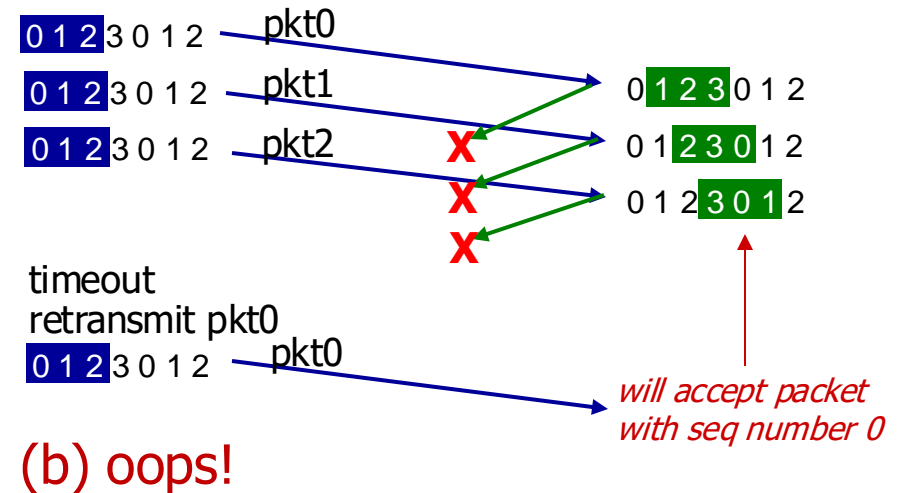 0 1 2 3 0 1 2 pkt0
0 1 2 3 0 1 2
0 1 2 3 0 1 2 pkt1
X 0 1 2 3 0 1 2
0 1 2 3 0 1 2 pkt2
X 0 1 2 3 0 1 2
X
timeout
retransmit pkt0
0 1 2 3 0 1 2 pkt0
will accept packet
with seq number 0
(b) oops!